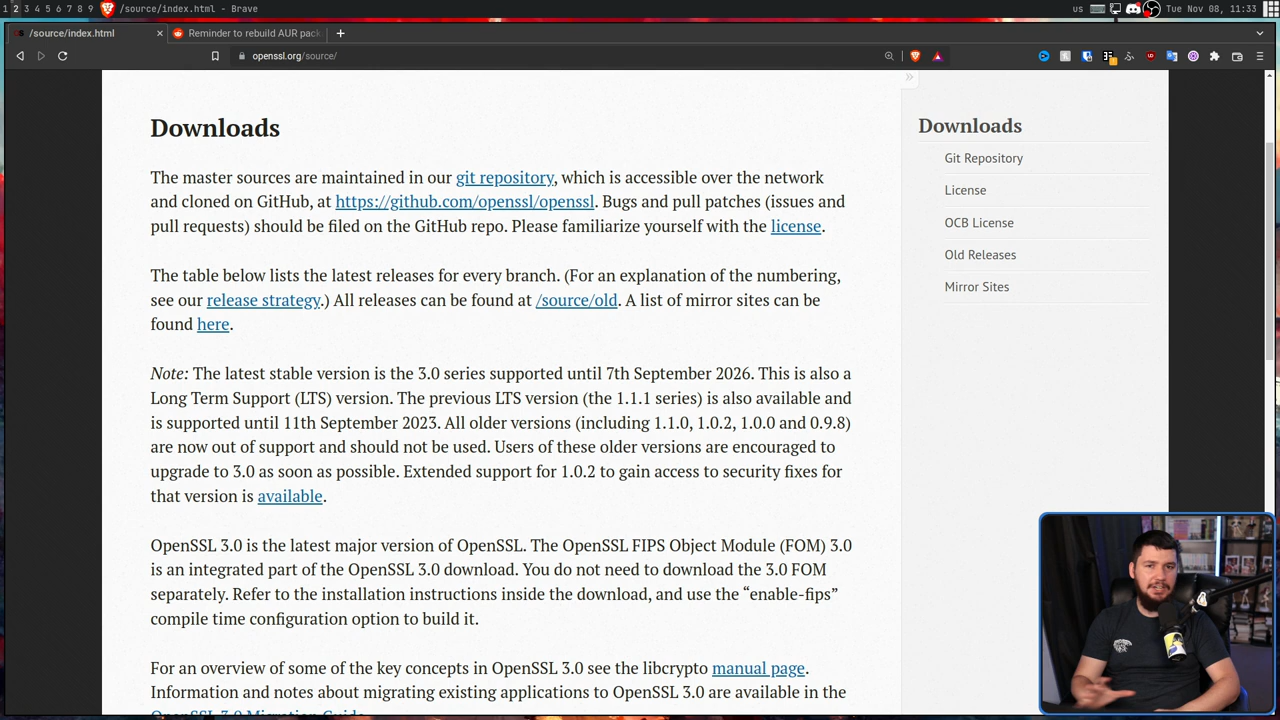 1 2 3 4 5 6 7 8 9 /source/index.html - Brave us Tue Nov 08, 11:33
/source/index.html × Reminder to rebuild AUR pack +
openssl.org/source/
Downloads
The master sources are maintained in our git repository, which is accessible over the network
and cloned on GitHub, at https://github.com/openssl/openssl. Bugs and pull patches (issues and
pull requests) should be filed on the GitHub repo. Please familiarize yourself with the license.
The table below lists the latest releases for every branch. (For an explanation of the numbering,
see our release strategy.) All releases can be found at /source/old. A list of mirror sites can be
found here.
Note: The latest stable version is the 3.0 series supported until 7th September 2026. This is also a
Long Term Support (LTS) version. The previous LTS version (the 1.1.1 series) is also available and
is supported until 11th September 2023. All older versions (including 1.1.0, 1.0.2, 1.0.0 and 0.9.8)
are now out of support and should not be used. Users of these older versions are encouraged to
upgrade to 3.0 as soon as possible. Extended support for 1.0.2 to gain access to security fixes for
that version is available.
OpenSSL 3.0 is the latest major version of OpenSSL. The OpenSSL FIPS Object Module (FOM) 3.0
is an integrated part of the OpenSSL 3.0 download. You do not need to download the 3.0 FOM
separately. Refer to the installation instructions inside the download, and use the “enable-fips”
compile time configuration option to build it.
For an overview of some of the key concepts in OpenSSL 3.0 see the libcrypto manual page.
Information and notes about migrating existing applications to OpenSSL 3.0 are available in the
OpenSSL 3.0 Migration Guide
»
Downloads
Git Repository
License
OCB License
Old Releases
Mirror Sites